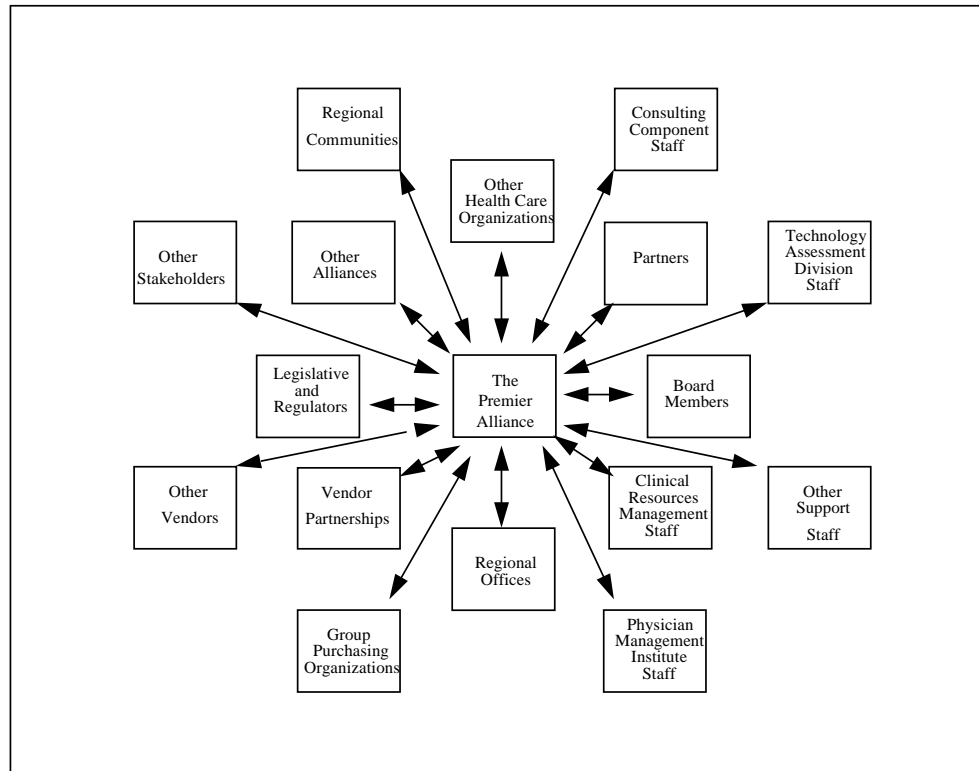 Regional
Communities
Consulting
Component
Staff
Other
Health Care
Organizations
Other
Stakeholders
Other
Alliances
Partners
Technology
Assessment
Division
Staff
Legislative
and
Regulators
The
Premier
Alliance
Board
Members
Other
Vendors
Vendor
Partnerships
Clinical
Resources
Management
Staff
Other
Support
Staff
Regional
Offices
Group
Purchasing
Organizations
Physician
Management
Institute
Staff